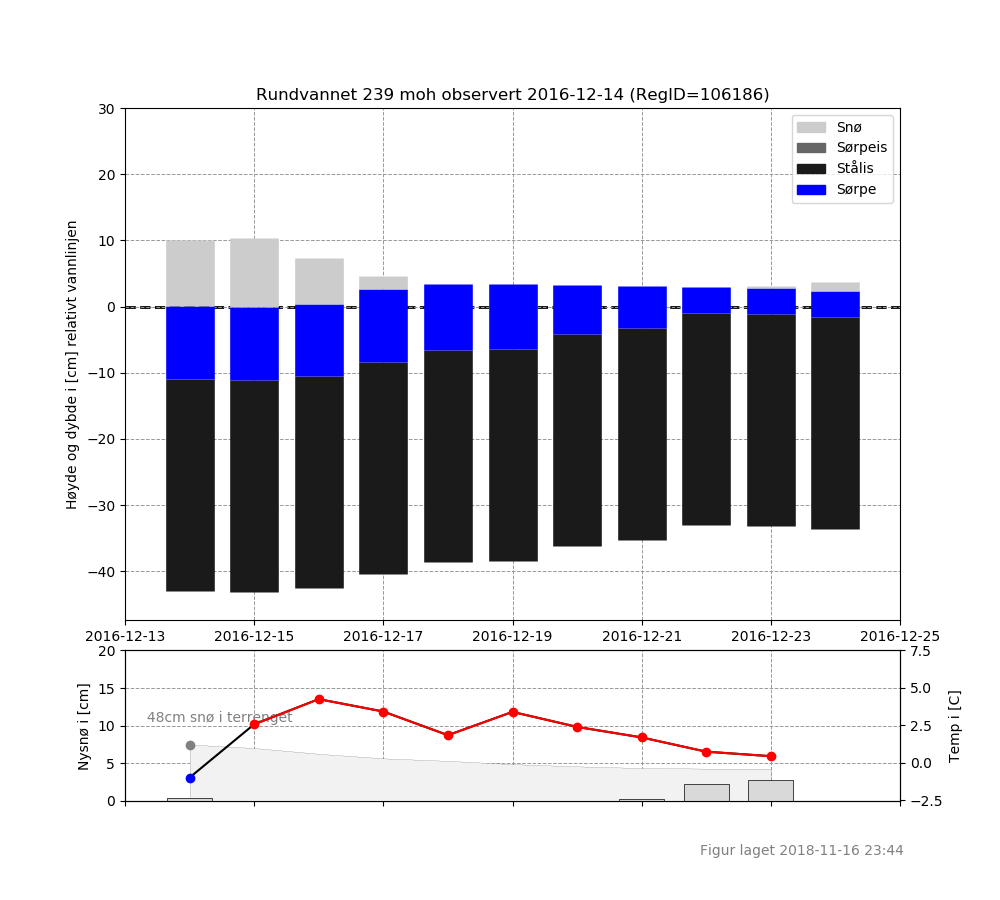 Rundvannet 239 moh observert 2016-12-14 (RegID=106186)
30
20
10
0
−10
−20
−30
−40
Høyde og dybde i [cm] relativt vannlinjen
Snø
Sørpeis
Stålis
Sørpe
2016-12-13 2016-12-15 2016-12-17 2016-12-19 2016-12-21 2016-12-23 2016-12-25
20
15
10
5
0
Nysnø i [cm]
48cm snø i terrenget
7.5
5.0
2.5
0.0
−2.5
Temp i [C]
Figur laget 2018-11-16 23:44